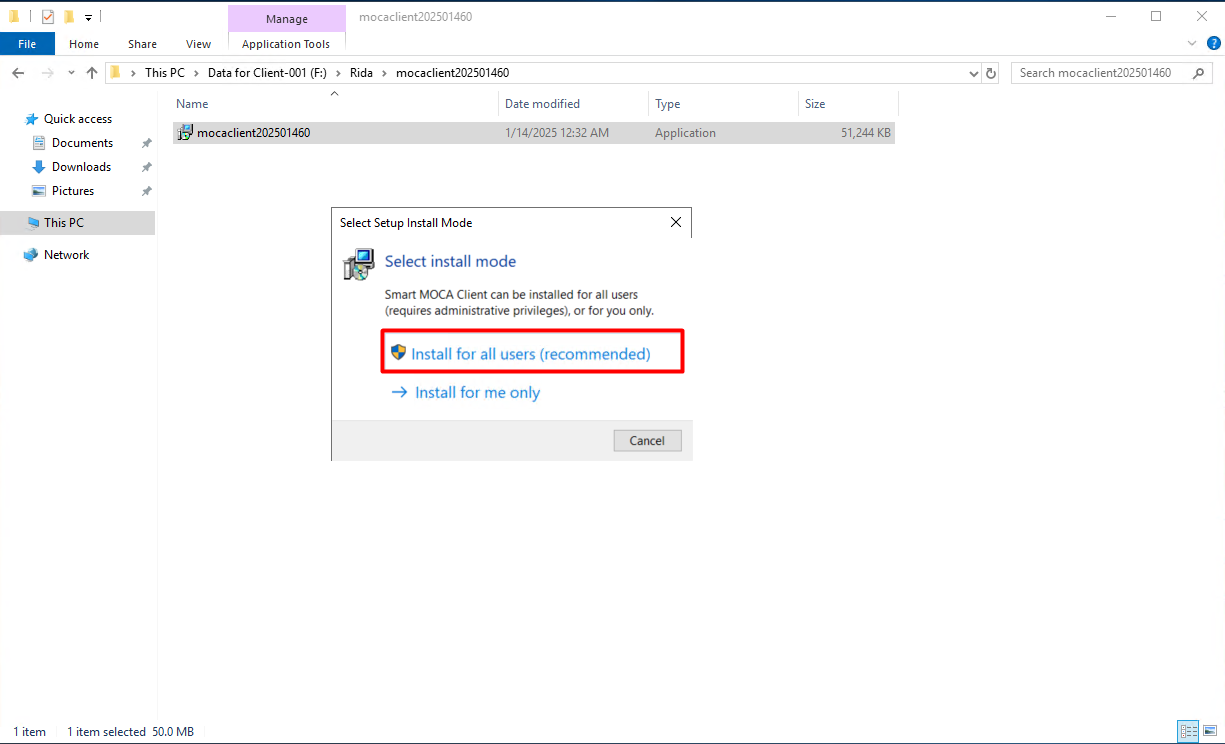 Manage
mocaclient202501460
File
Home
Share
View
Application Tools
?
This PC > Data for Client-001 (F:) > Rida > mocaclient202501460
Search mocaclient202501460
Name
Date modified
Type
Size
Quick access
mocaclient202501460
1/14/2025 12:32 AM
Application
51,244 KB
Documents
Downloads
Pictures
This PC
Network
Select Setup Install Mode
Select install mode
Smart MOCA Client can be installed for all users
(requires administrative privileges), or for you only.
Install for all users (recommended)
Install for me only
Cancel
1 item
1 item selected 50.0 MB